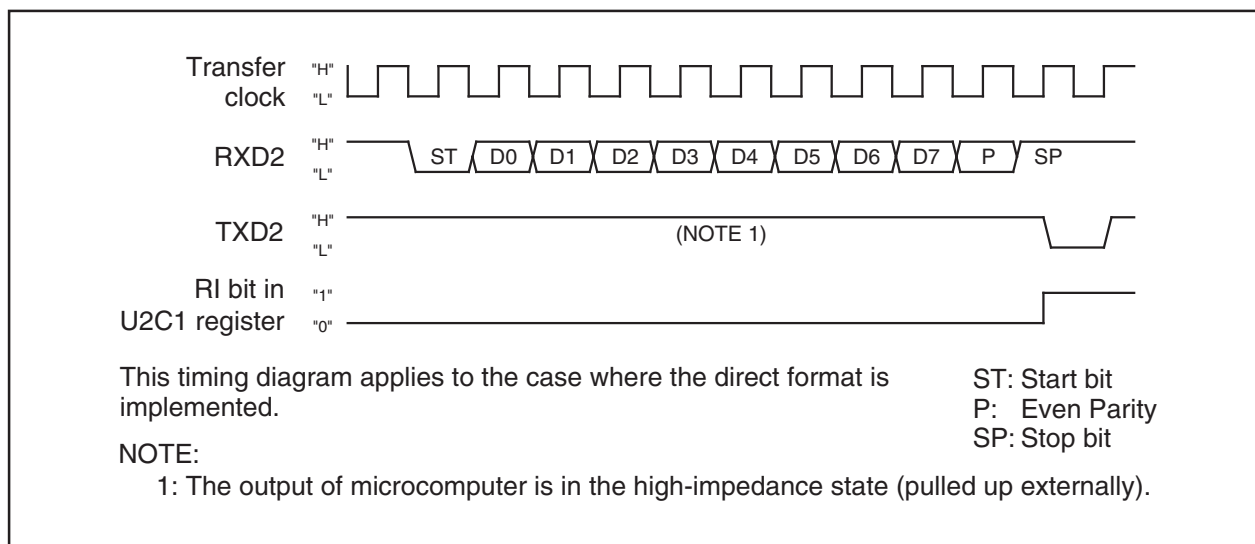 Transfer
clock
"H"
"L"
RXD2
"H"
"L"
ST D0 D1 D2 D3 D4 D5 D6 D7 P SP
TXD2
"H"
"L"
(NOTE 1)
RI bit in
U2C1 register
"1"
"0"
This timing diagram applies to the case where the direct format is
implemented.
ST: Start bit
P: Even Parity
SP: Stop bit
NOTE:
1: The output of microcomputer is in the high-impedance state (pulled up externally).